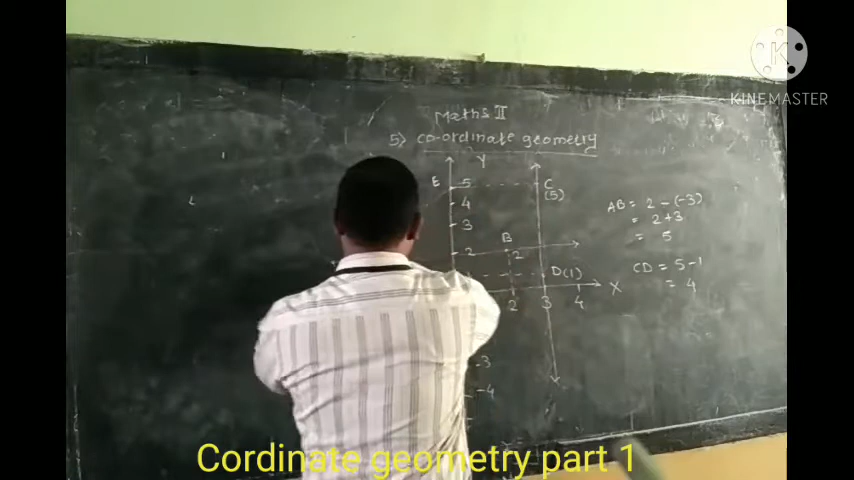 KINEMASTER
Maths II
5) co-ordinate geometry
Y
E 5 C
(5)
4
3
B
2 2
D(1)
X
2 3 4
-3
-4
AB = 2 - (-3)
= 2+3
= 5
CD = 5-1
= 4
Cordinate geometry part 1